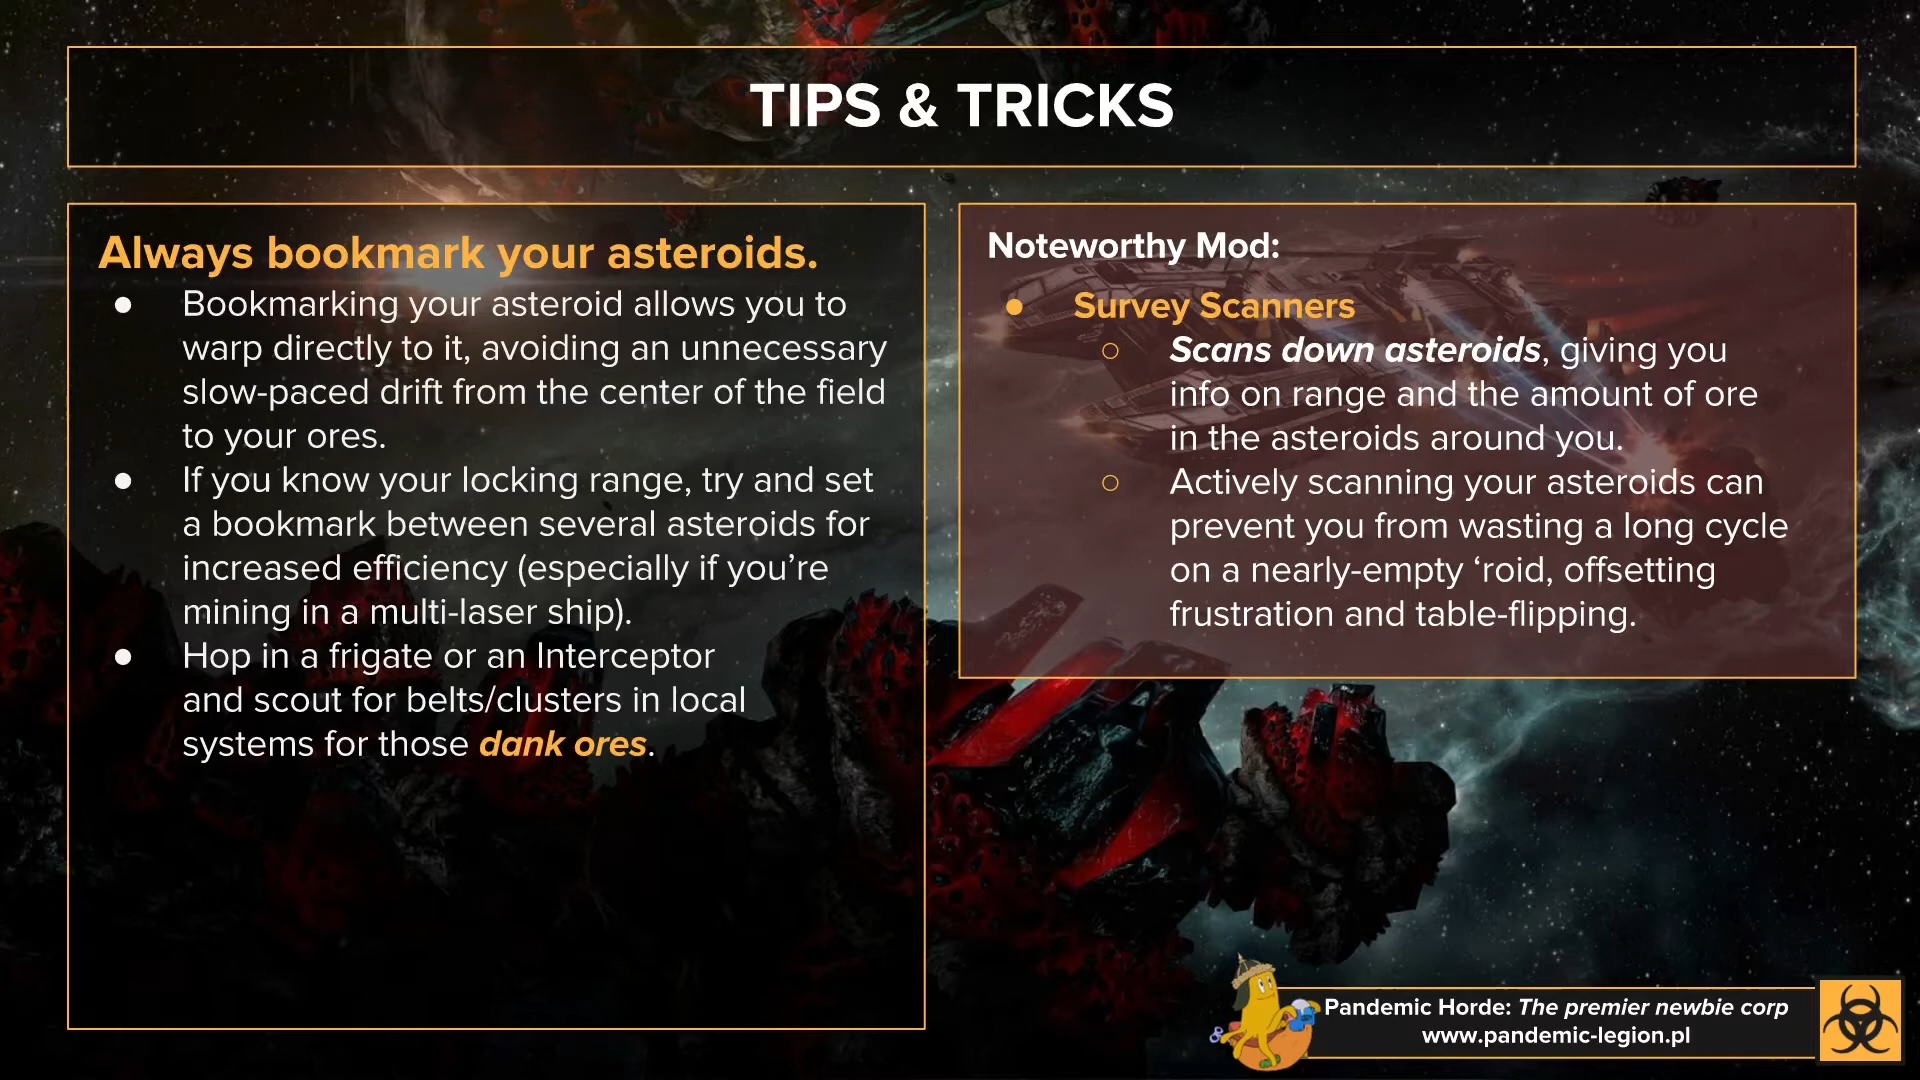 TIPS & TRICKS
Always bookmark your asteroids.
● Bookmarking your asteroid allows you to
warp directly to it, avoiding an unnecessary
slow-paced drift from the center of the field
to your ores.
● If you know your locking range, try and set
a bookmark between several asteroids for
increased efficiency (especially if you’re
mining in a multi-laser ship).
● Hop in a frigate or an Interceptor
and scout for belts/clusters in local
systems for those dank ores.
Noteworthy Mod:
● Survey Scanners
○ Scans down asteroids, giving you
info on range and the amount of ore
in the asteroids around you.
○ Actively scanning your asteroids can
prevent you from wasting a long cycle
on a nearly-empty ‘roid, offsetting
frustration and table-flipping.
Pandemic Horde: The premier newbie corp
www.pandemic-legion.pl